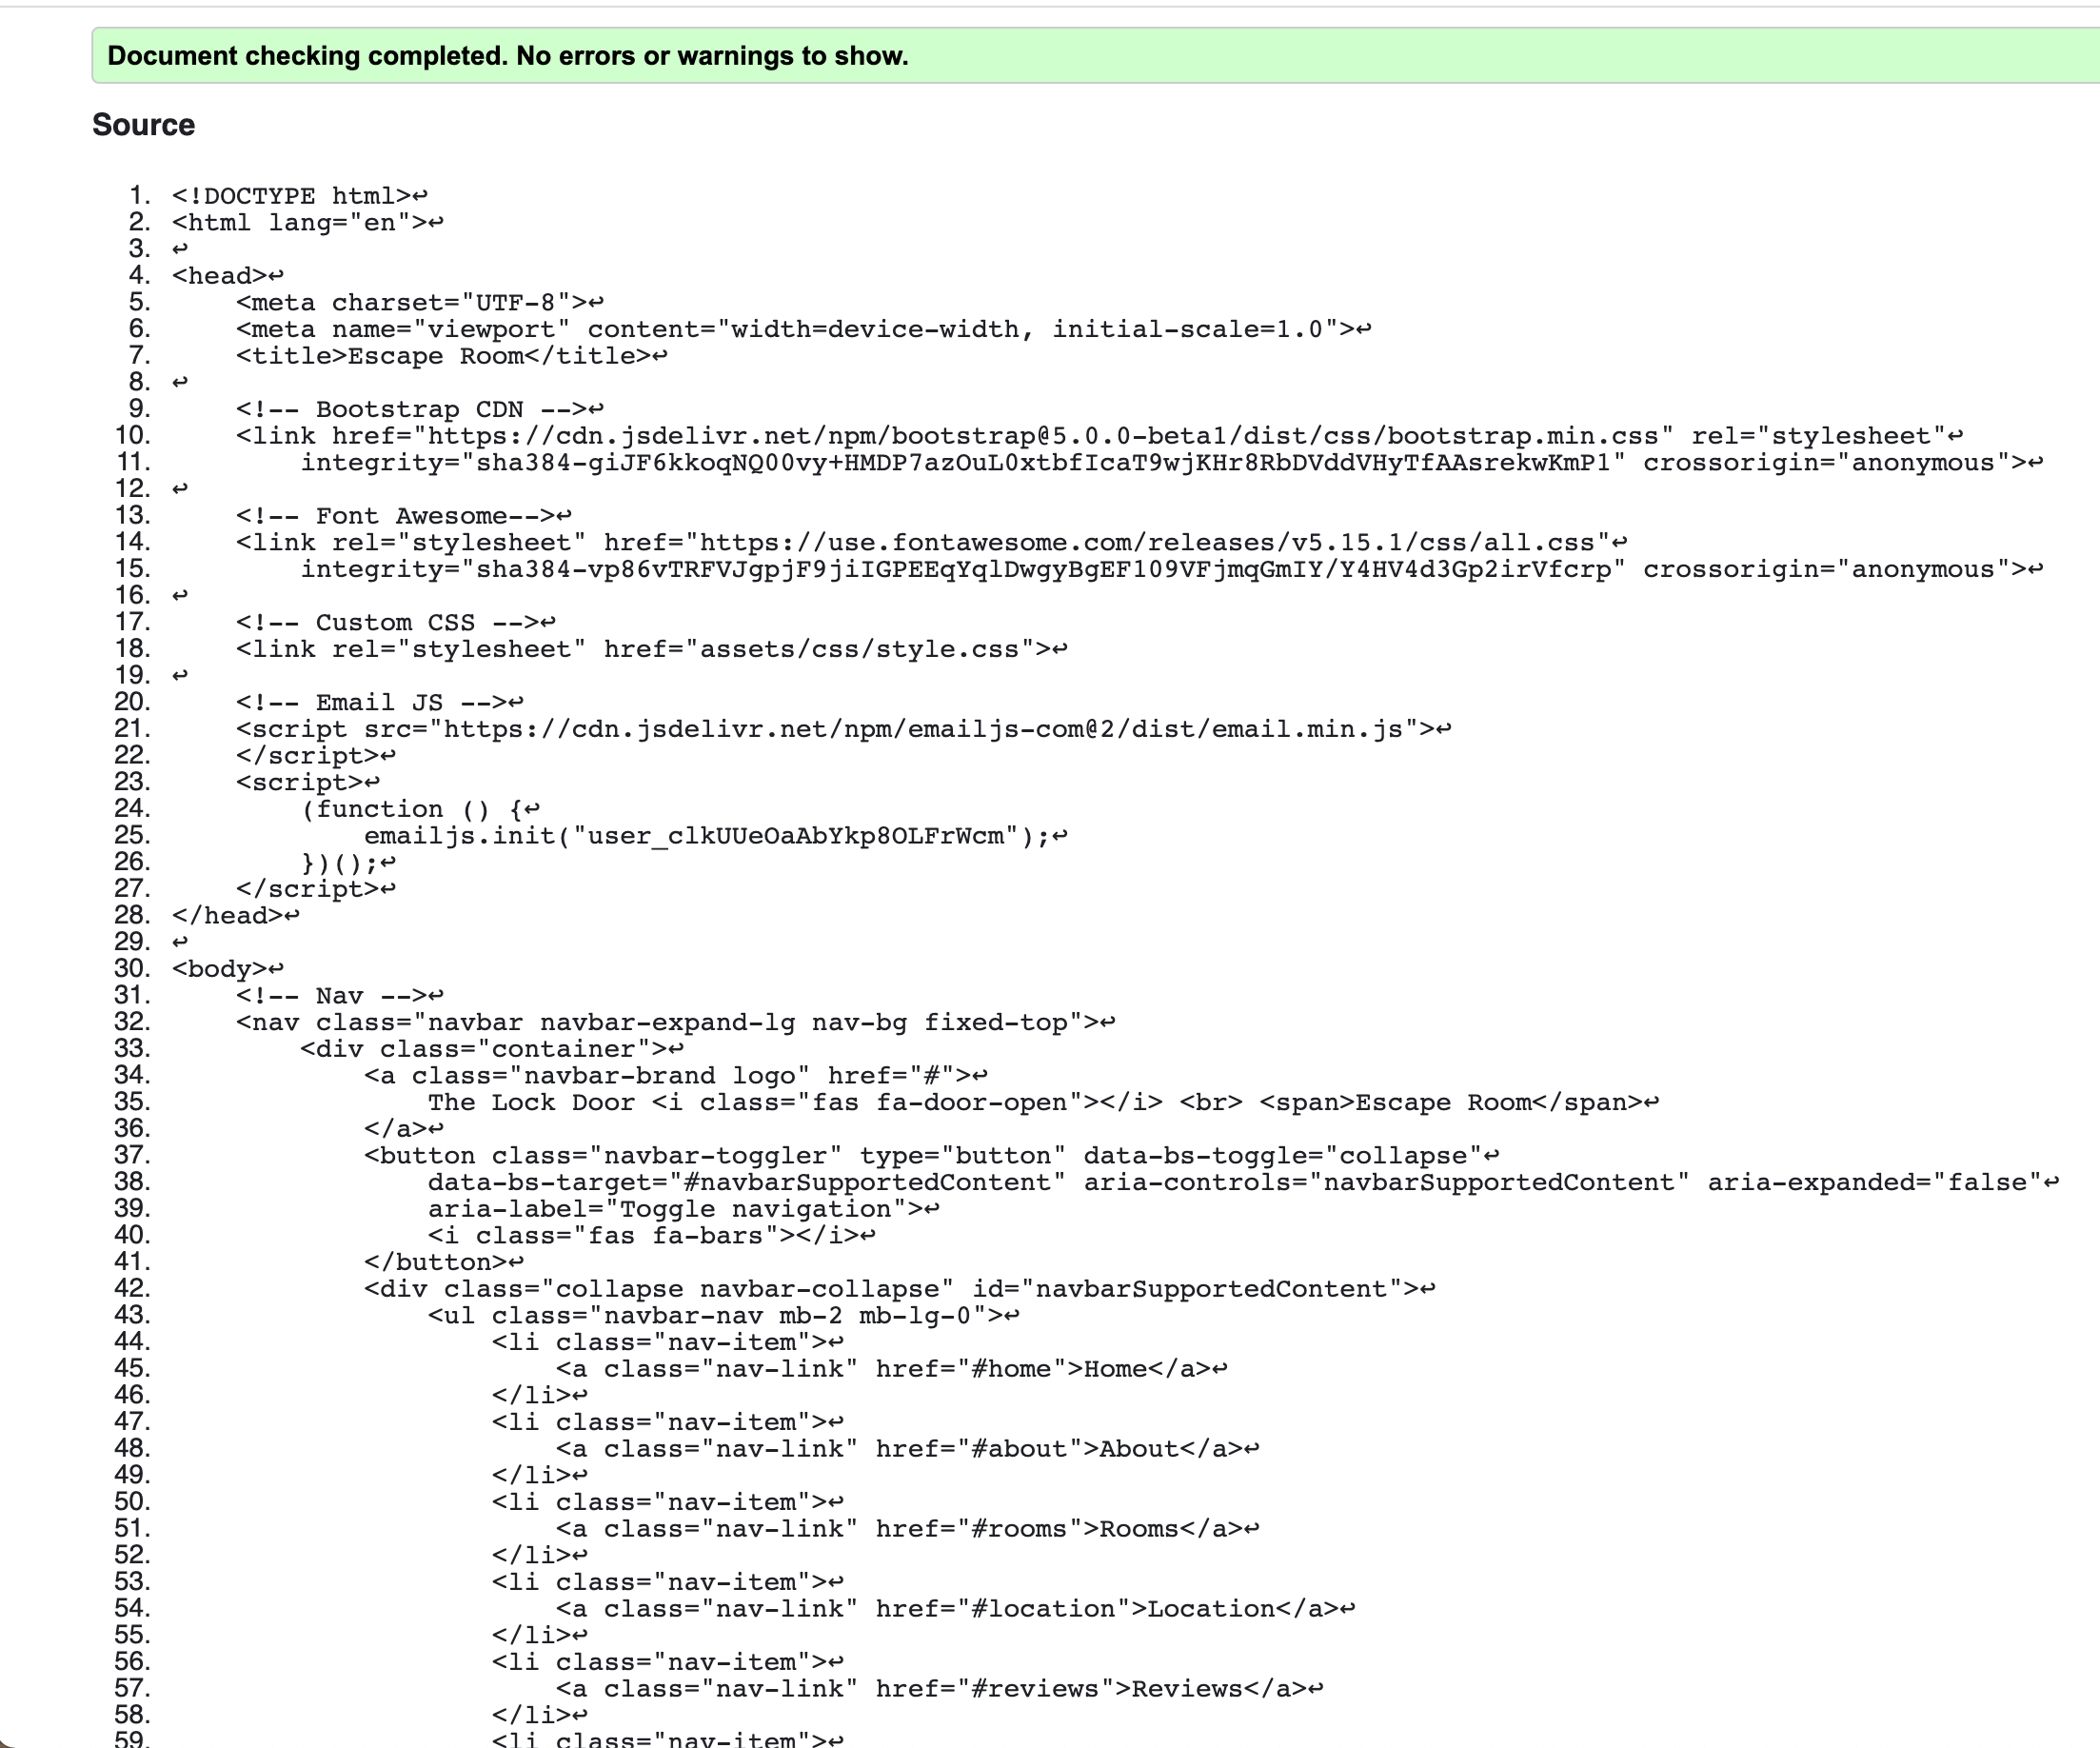 Document checking completed. No errors or warnings to show.
Source
1. <!DOCTYPE html>↩
2. <html lang="en">↩
3. ↩
4. <head>↩
5.     <meta charset="UTF-8">↩
6.     <meta name="viewport" content="width=device-width, initial-scale=1.0">↩
7.     <title>Escape Room</title>↩
8. ↩
9.     <!-- Bootstrap CDN -->↩
10.     <link href="https://cdn.jsdelivr.net/npm/bootstrap@5.0.0-beta1/dist/css/bootstrap.min.css" rel="stylesheet"↩
11.         integrity="sha384-giJF6kkoqNQ00vy+HMDP7azOuL0xtbfIcaT9wjKHr8RbDVddVHyTfAAsrekwKmP1" crossorigin="anonymous">↩
12. ↩
13.     <!-- Font Awesome-->↩
14.     <link rel="stylesheet" href="https://use.fontawesome.com/releases/v5.15.1/css/all.css"↩
15.         integrity="sha384-vp86vTRFVJgpjF9jiIGPEEqYqlDwgyBgEF109VFjmqGmIY/Y4HV4d3Gp2irVfcrp" crossorigin="anonymous">↩
16. ↩
17.     <!-- Custom CSS -->↩
18.     <link rel="stylesheet" href="assets/css/style.css">↩
19. ↩
20.     <!-- Email JS -->↩
21.     <script src="https://cdn.jsdelivr.net/npm/emailjs-com@2/dist/email.min.js">↩
22.     </script>↩
23.     <script>↩
24.         (function () {↩
25.             emailjs.init("user_clkUUeOaAbYkp8OLFrWcm");↩
26.         })();↩
27.     </script>↩
28. </head>↩
29. ↩
30. <body>↩
31.     <!-- Nav -->↩
32.     <nav class="navbar navbar-expand-lg nav-bg fixed-top">↩
33.         <div class="container">↩
34.             <a class="navbar-brand logo" href="#">↩
35.                 The Lock Door <i class="fas fa-door-open"></i> <br> <span>Escape Room</span>↩
36.             </a>↩
37.             <button class="navbar-toggler" type="button" data-bs-toggle="collapse"↩
38.                 data-bs-target="#navbarSupportedContent" aria-controls="navbarSupportedContent" aria-expanded="false"↩
39.                 aria-label="Toggle navigation">↩
40.                 <i class="fas fa-bars"></i>↩
41.             </button>↩
42.             <div class="collapse navbar-collapse" id="navbarSupportedContent">↩
43.                 <ul class="navbar-nav mb-2 mb-lg-0">↩
44.                     <li class="nav-item">↩
45.                         <a class="nav-link" href="#home">Home</a>↩
46.                     </li>↩
47.                     <li class="nav-item">↩
48.                         <a class="nav-link" href="#about">About</a>↩
49.                     </li>↩
50.                     <li class="nav-item">↩
51.                         <a class="nav-link" href="#rooms">Rooms</a>↩
52.                     </li>↩
53.                     <li class="nav-item">↩
54.                         <a class="nav-link" href="#location">Location</a>↩
55.                     </li>↩
56.                     <li class="nav-item">↩
57.                         <a class="nav-link" href="#reviews">Reviews</a>↩
58.                     </li>↩
59.                     <li class="nav-item">↩